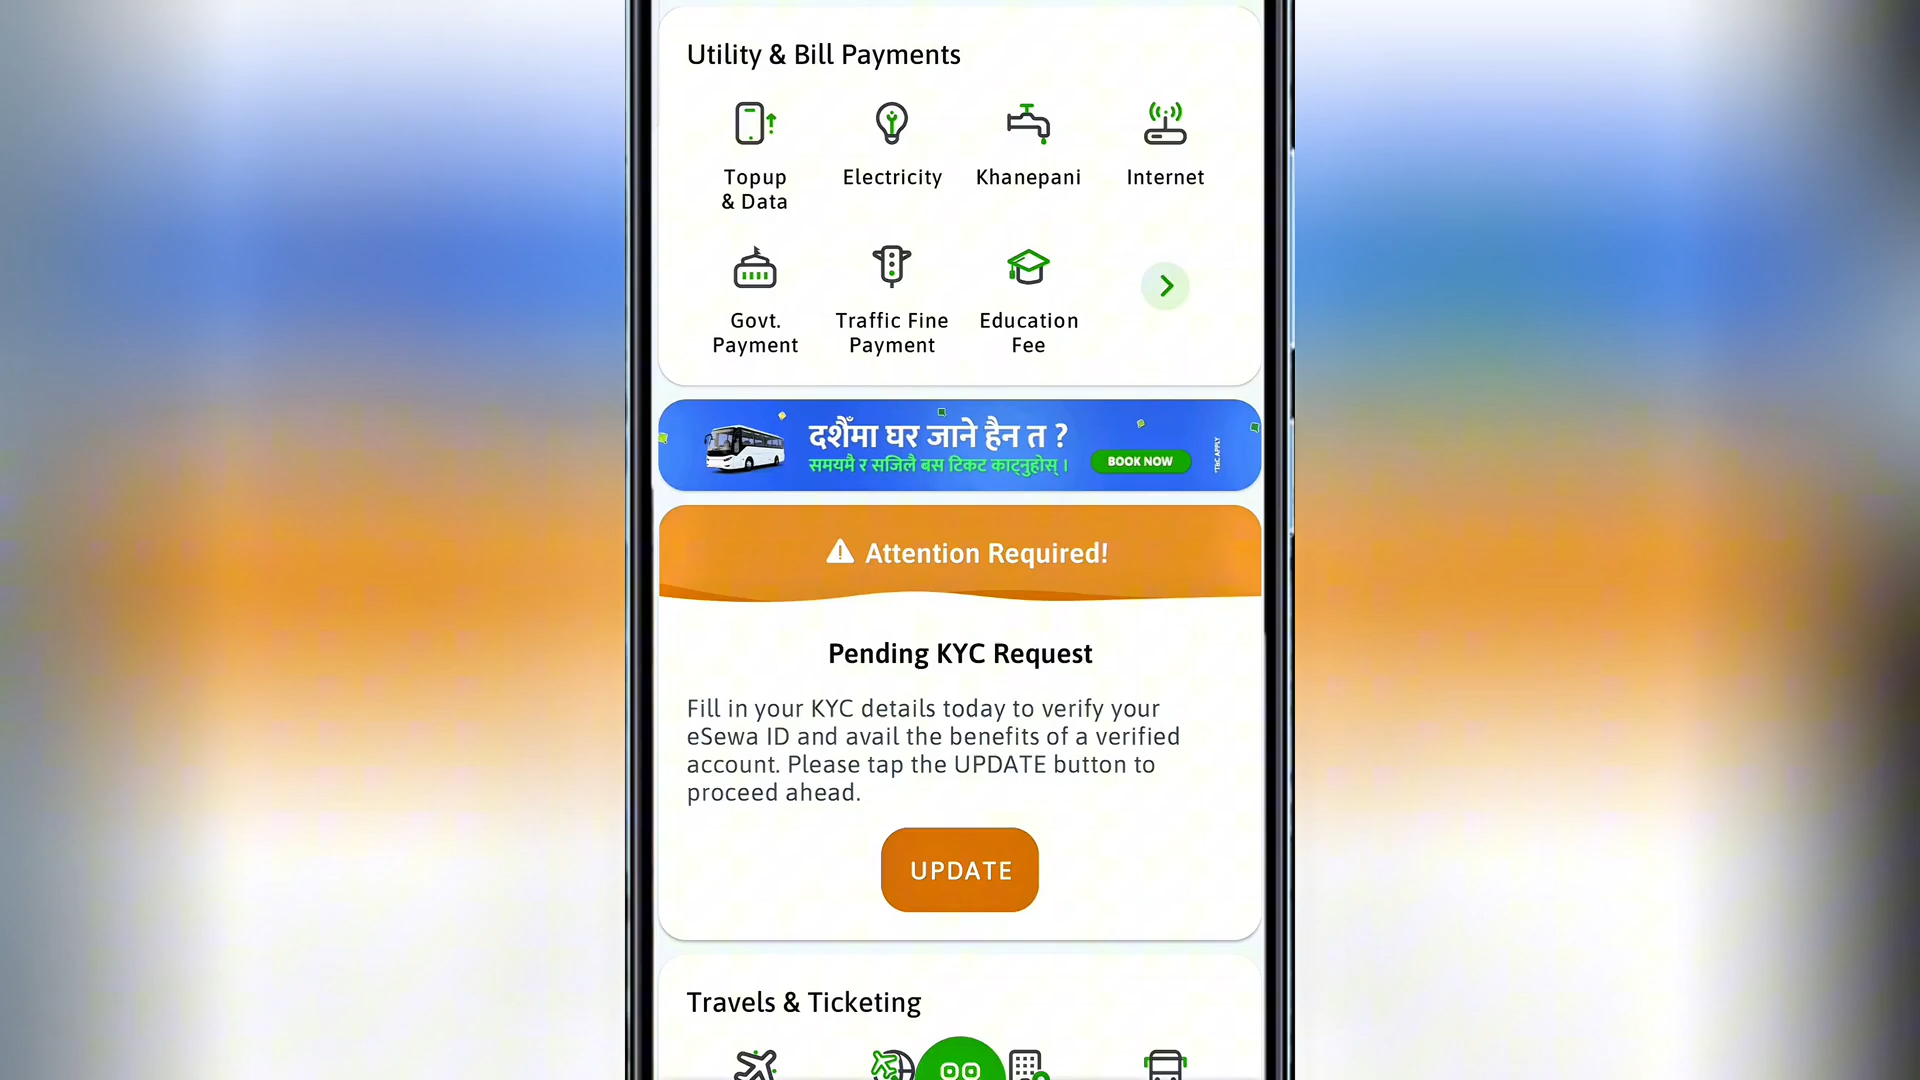 Utility & Bill Payments
Topup
& Data
Electricity
Khanepani
Internet
Govt.
Payment
Traffic Fine
Payment
Education
Fee
दशैँमा घर जाने हैन त ?
समयमै र सजिलै बस टिकट काट्नुहोस् ।
BOOK NOW
*T&C APPLY
Attention Required!
Pending KYC Request
Fill in your KYC details today to verify your
eSewa ID and avail the benefits of a verified
account. Please tap the UPDATE button to
proceed ahead.
UPDATE
Travels & Ticketing